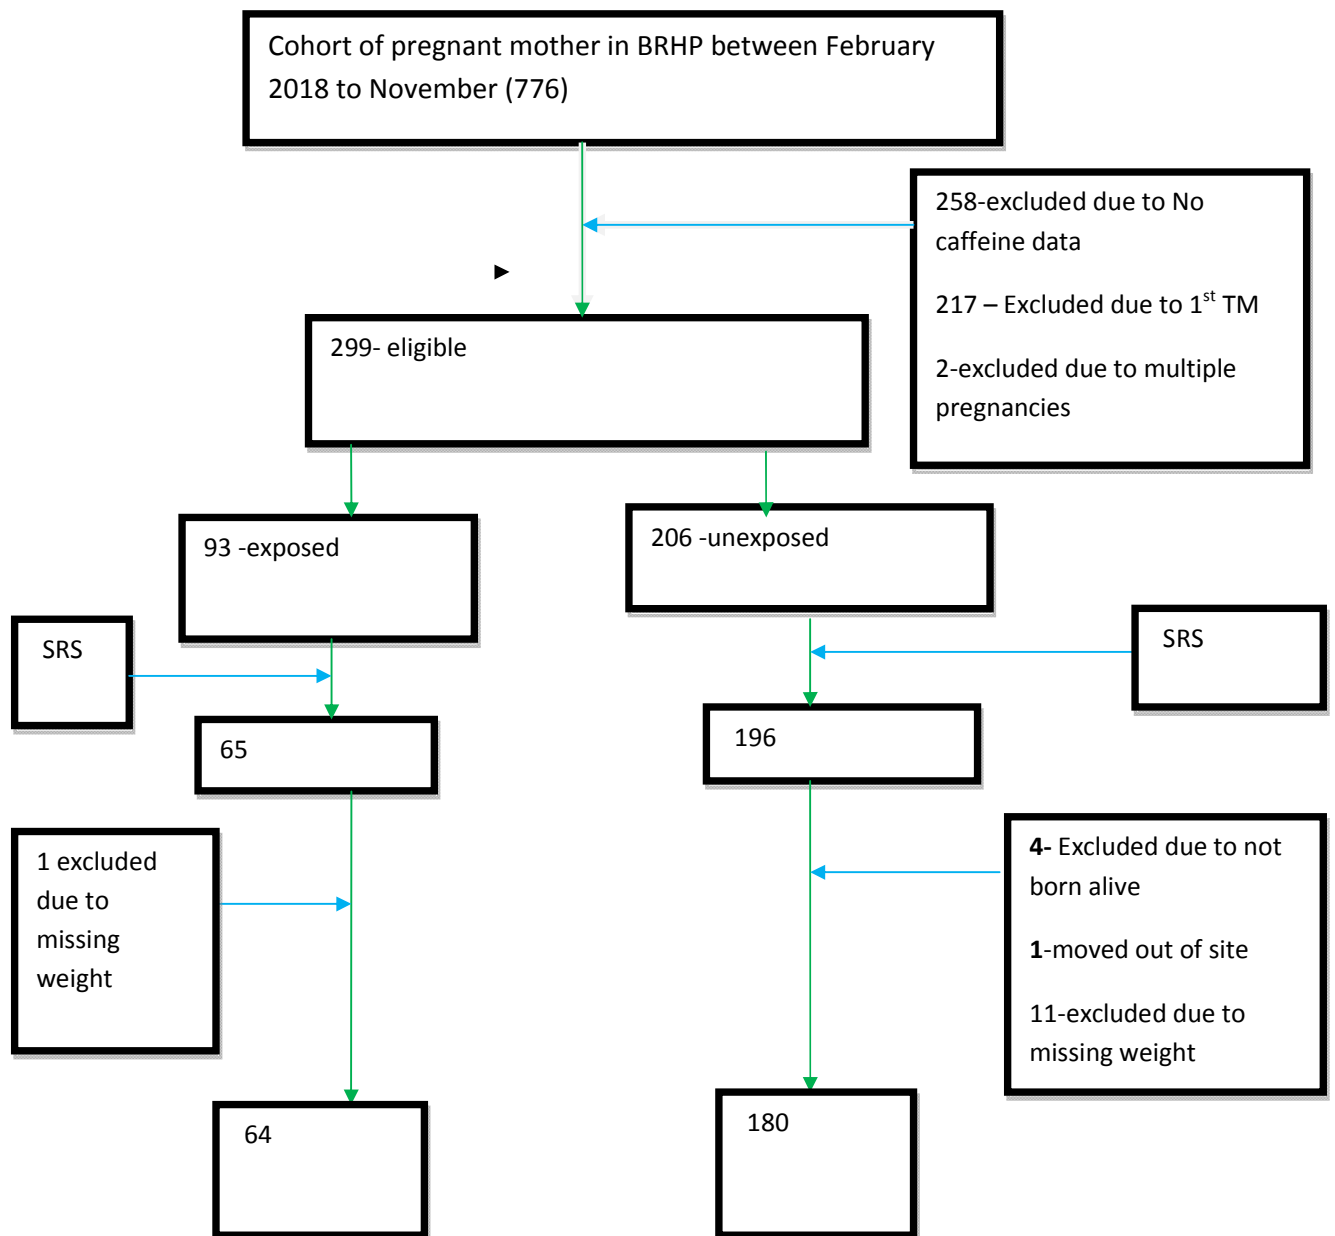 Cohort of pregnant mother in BRHP between February
2018 to November (776)
258-excluded due to No
caffeine data
217 – Excluded due to 1st TM
2-excluded due to multiple
pregnancies
299- eligible
93 -exposed
206 -unexposed
SRS
SRS
65
196
1 excluded
due to
missing
weight
4- Excluded due to not
born alive
1-moved out of site
11-excluded due to
missing weight
64
180